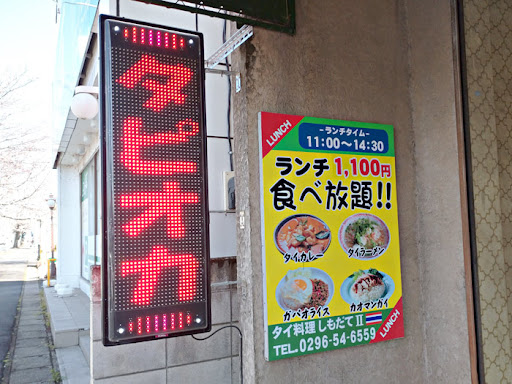 タピオカ
LUNCH
-ランチタイム-
11:00~14:30
ランチ 1,100円
食べ放題!!
タイカレー
タイラーメン
ガパオライス
カオマンガイ
タイ料理 しもだてⅡ
TEL.0296-54-6559
LUNCH